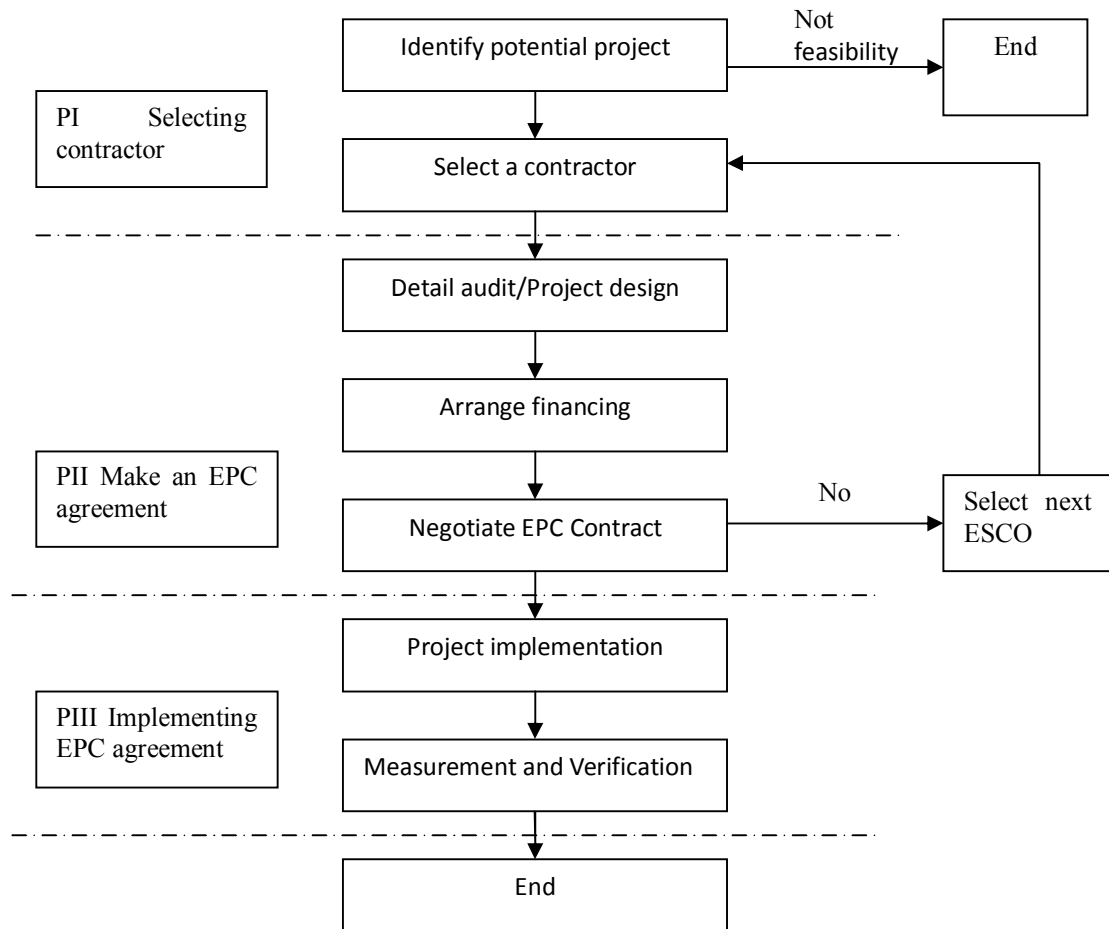 Identify potential project
Not
feasibility
End
PI Selecting
contractor
Select a contractor
Detail audit/Project design
Arrange financing
PII Make an EPC
agreement
Negotiate EPC Contract
No
Select next
ESCO
Project implementation
PIII Implementing
EPC agreement
Measurement and Verification
End